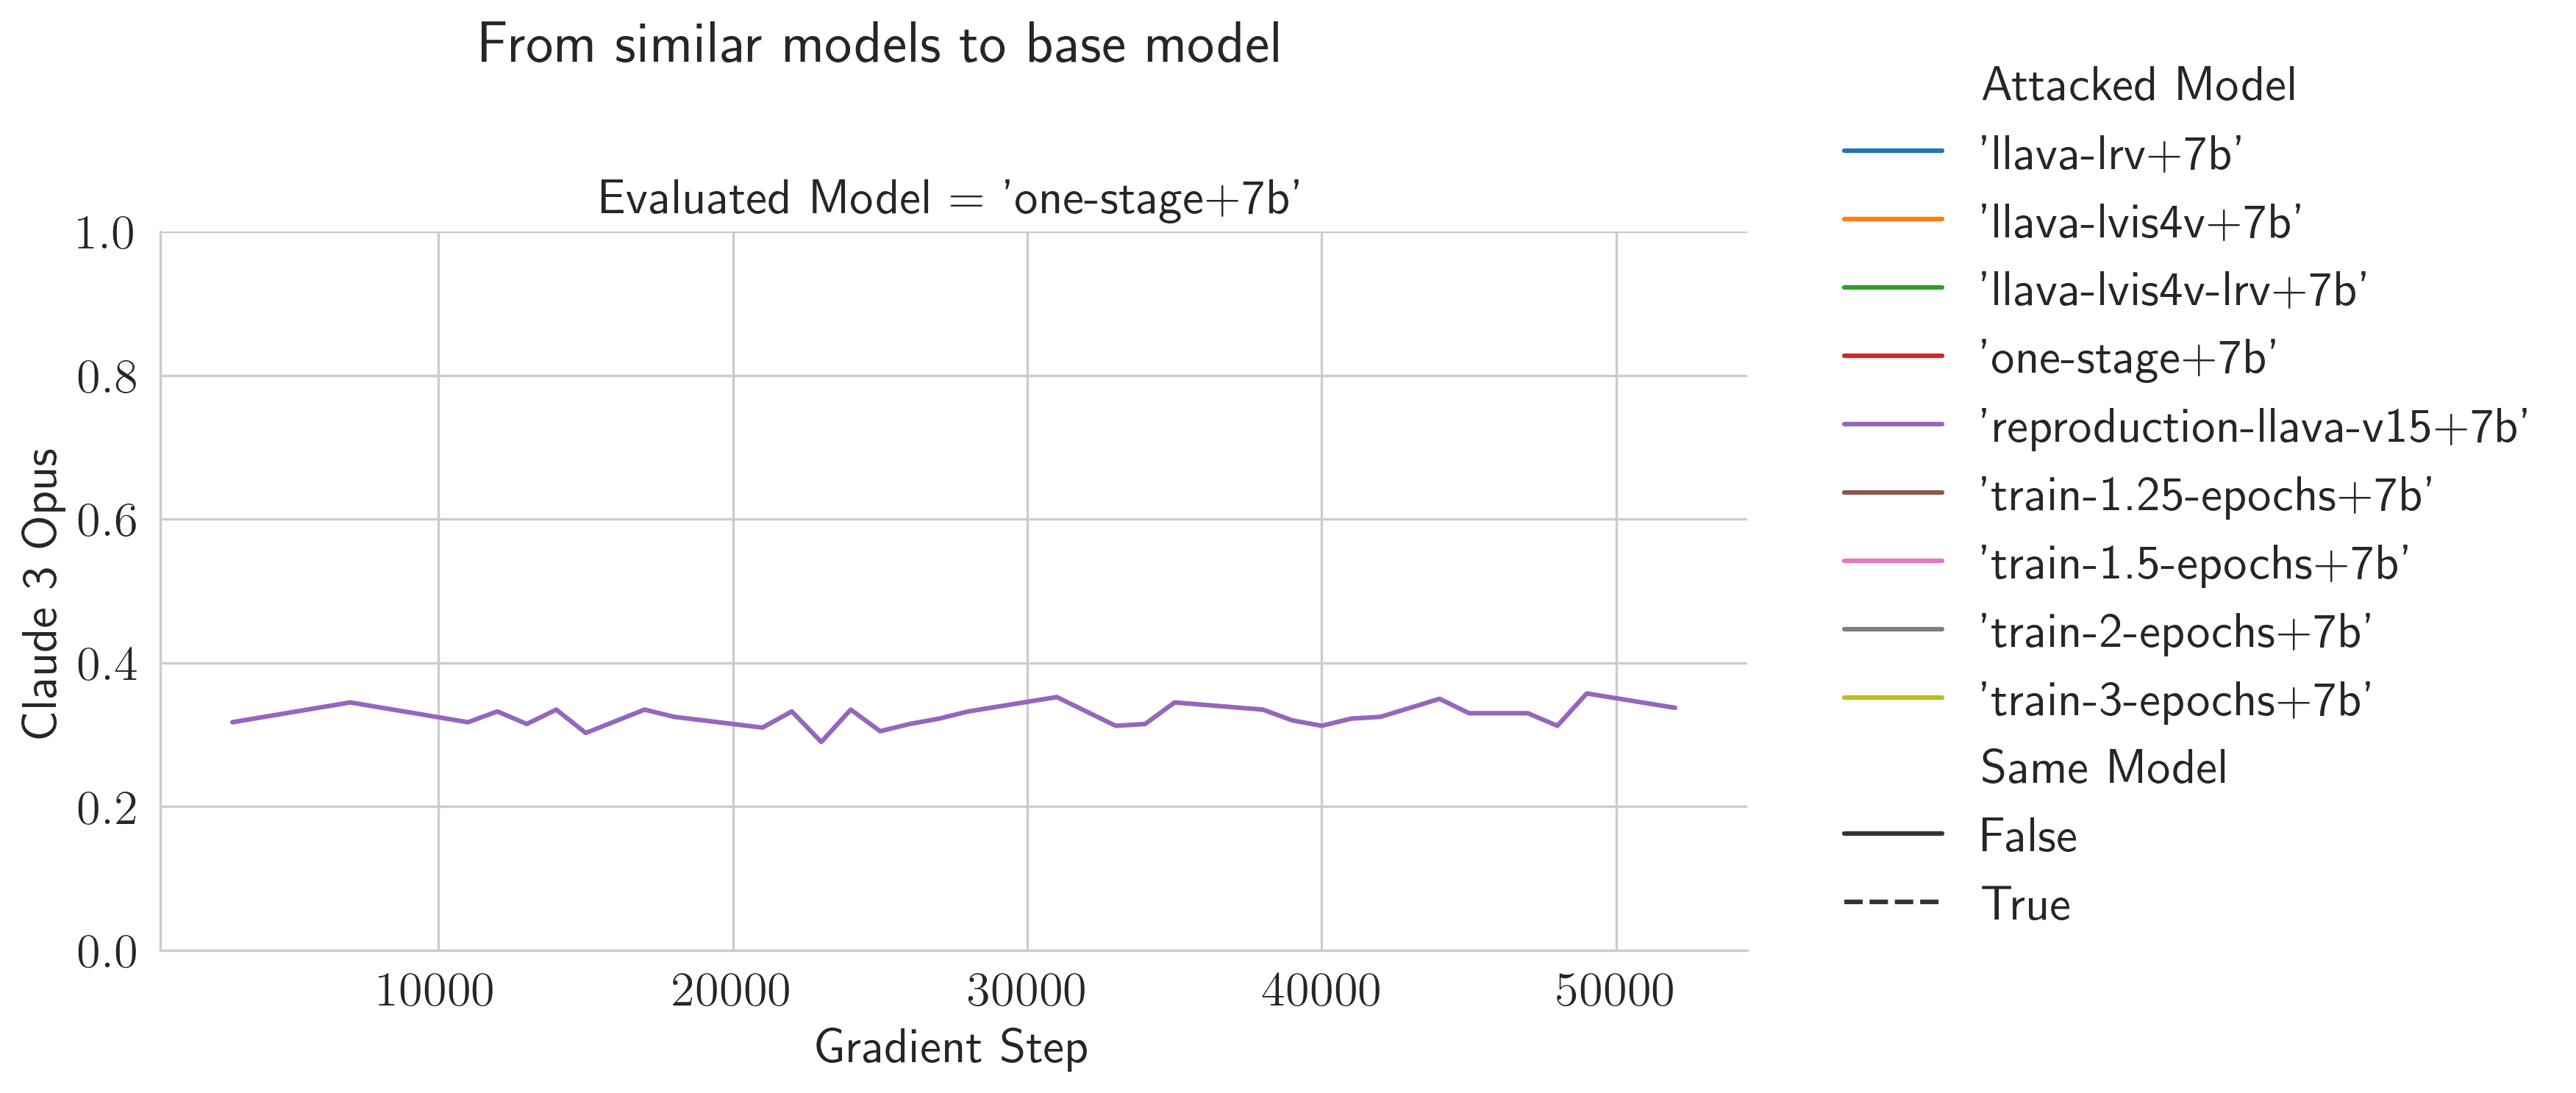 From similar models to base model
Evaluated Model = 'one-stage+7b'
1.0
0.8
0.6
0.4
0.2
0.0
Claude 3 Opus
10000 20000 30000 40000 50000
Gradient Step
Attacked Model
'llava-lrv+7b'
'llava-lvis4v+7b'
'llava-lvis4v-lrv+7b'
'one-stage+7b'
'reproduction-llava-v15+7b'
'train-1.25-epochs+7b'
'train-1.5-epochs+7b'
'train-2-epochs+7b'
'train-3-epochs+7b'
Same Model
False
True